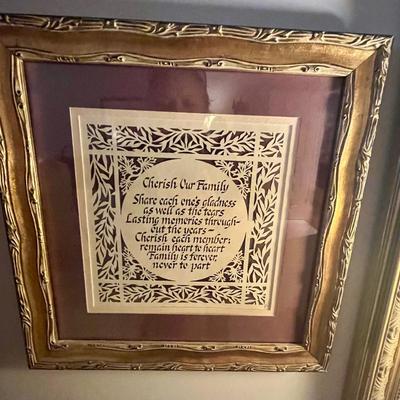 Cherish Our Family
Share each one's gladness
as well as the tears
Lasting memories through-
out the years —
Cherish each member;
remain heart to heart
Family is forever,
never to part